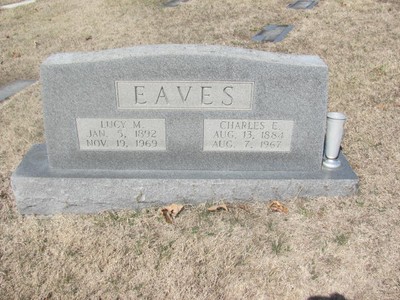 EAVES
LUCY M.
JAN. 5, 1892
NOV. 19, 1969
CHARLES E.
AUG. 13, 1884
AUG. 7, 1967